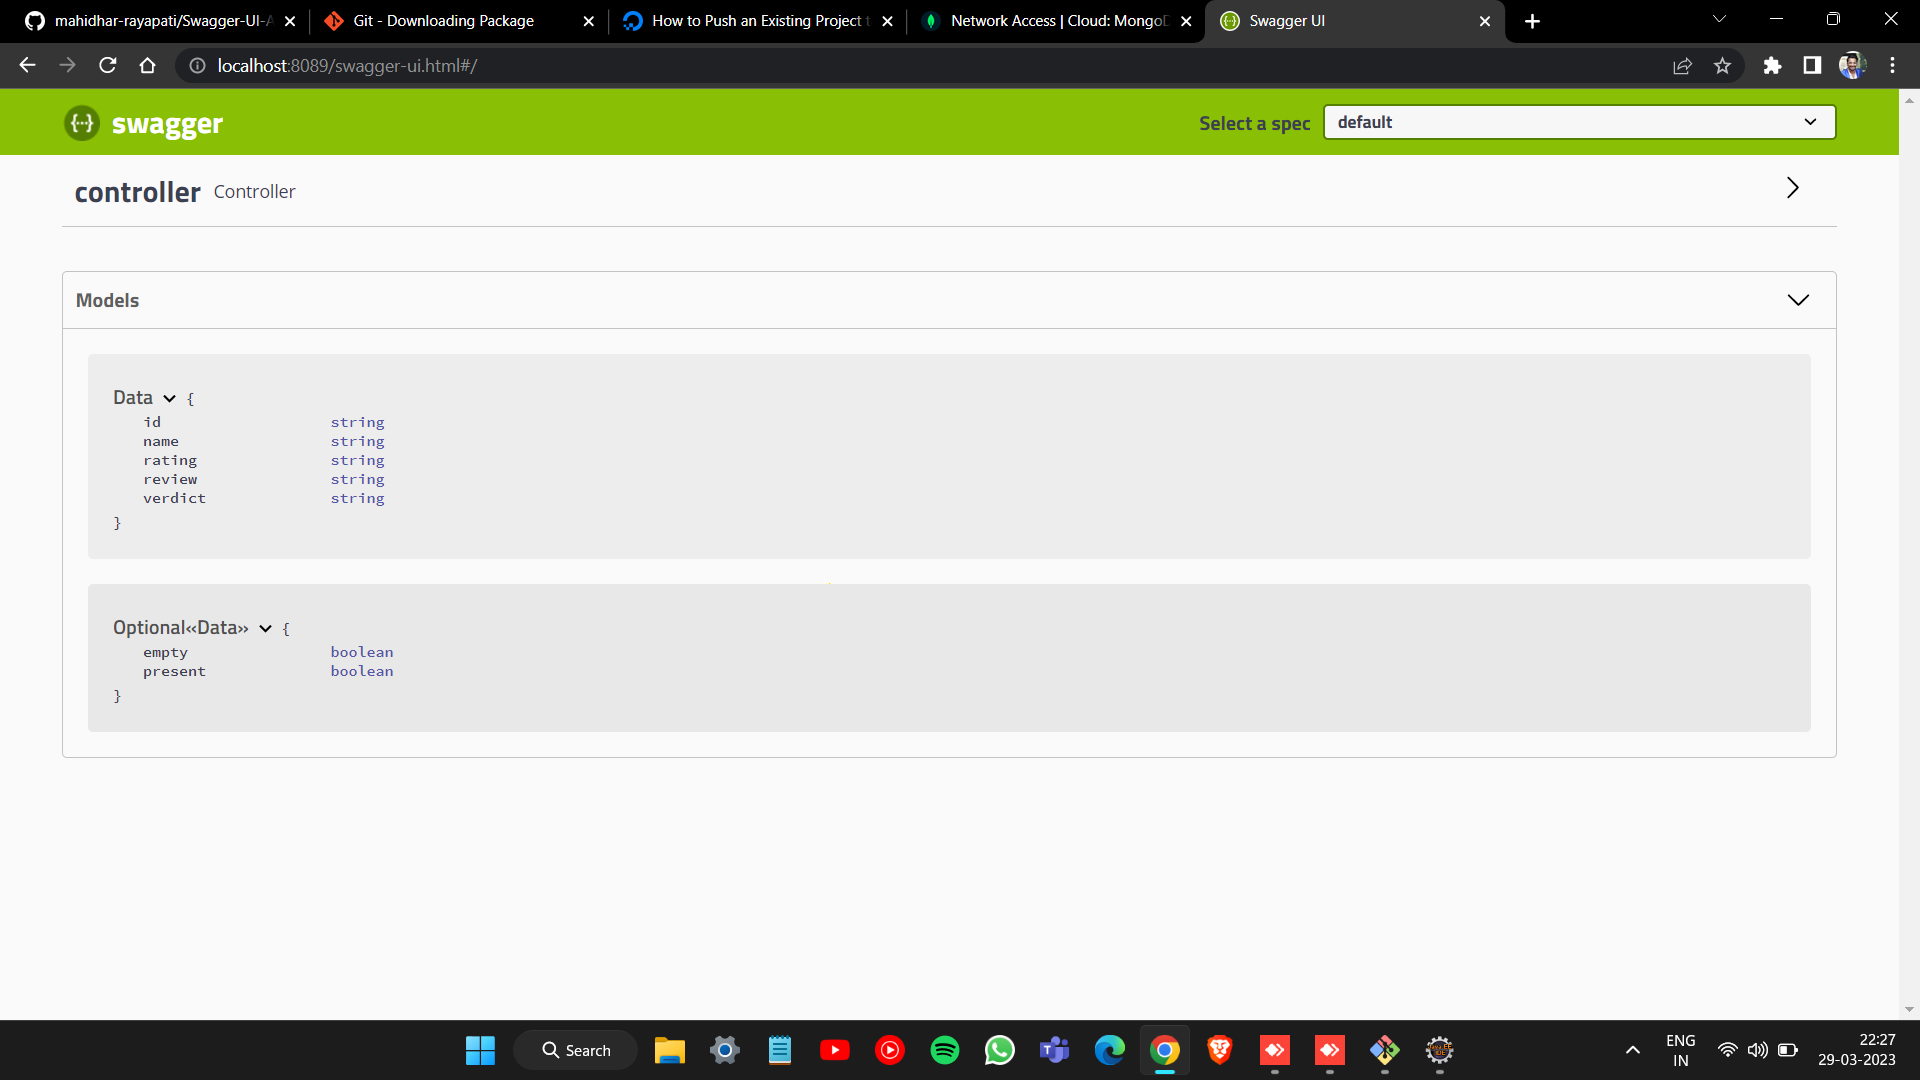 mahidhar-rayapati/Swagger-UI-A
Git - Downloading Package
How to Push an Existing Project t
Network Access | Cloud: MongoD
Swagger UI
localhost:8089/swagger-ui.html#/
{...} swagger
Select a spec
default
controller Controller
Models
Data {
id string
name string
rating string
review string
verdict string
}
Optional«Data» {
empty boolean
present boolean
}
Search
ENG
IN
22:27
29-03-2023